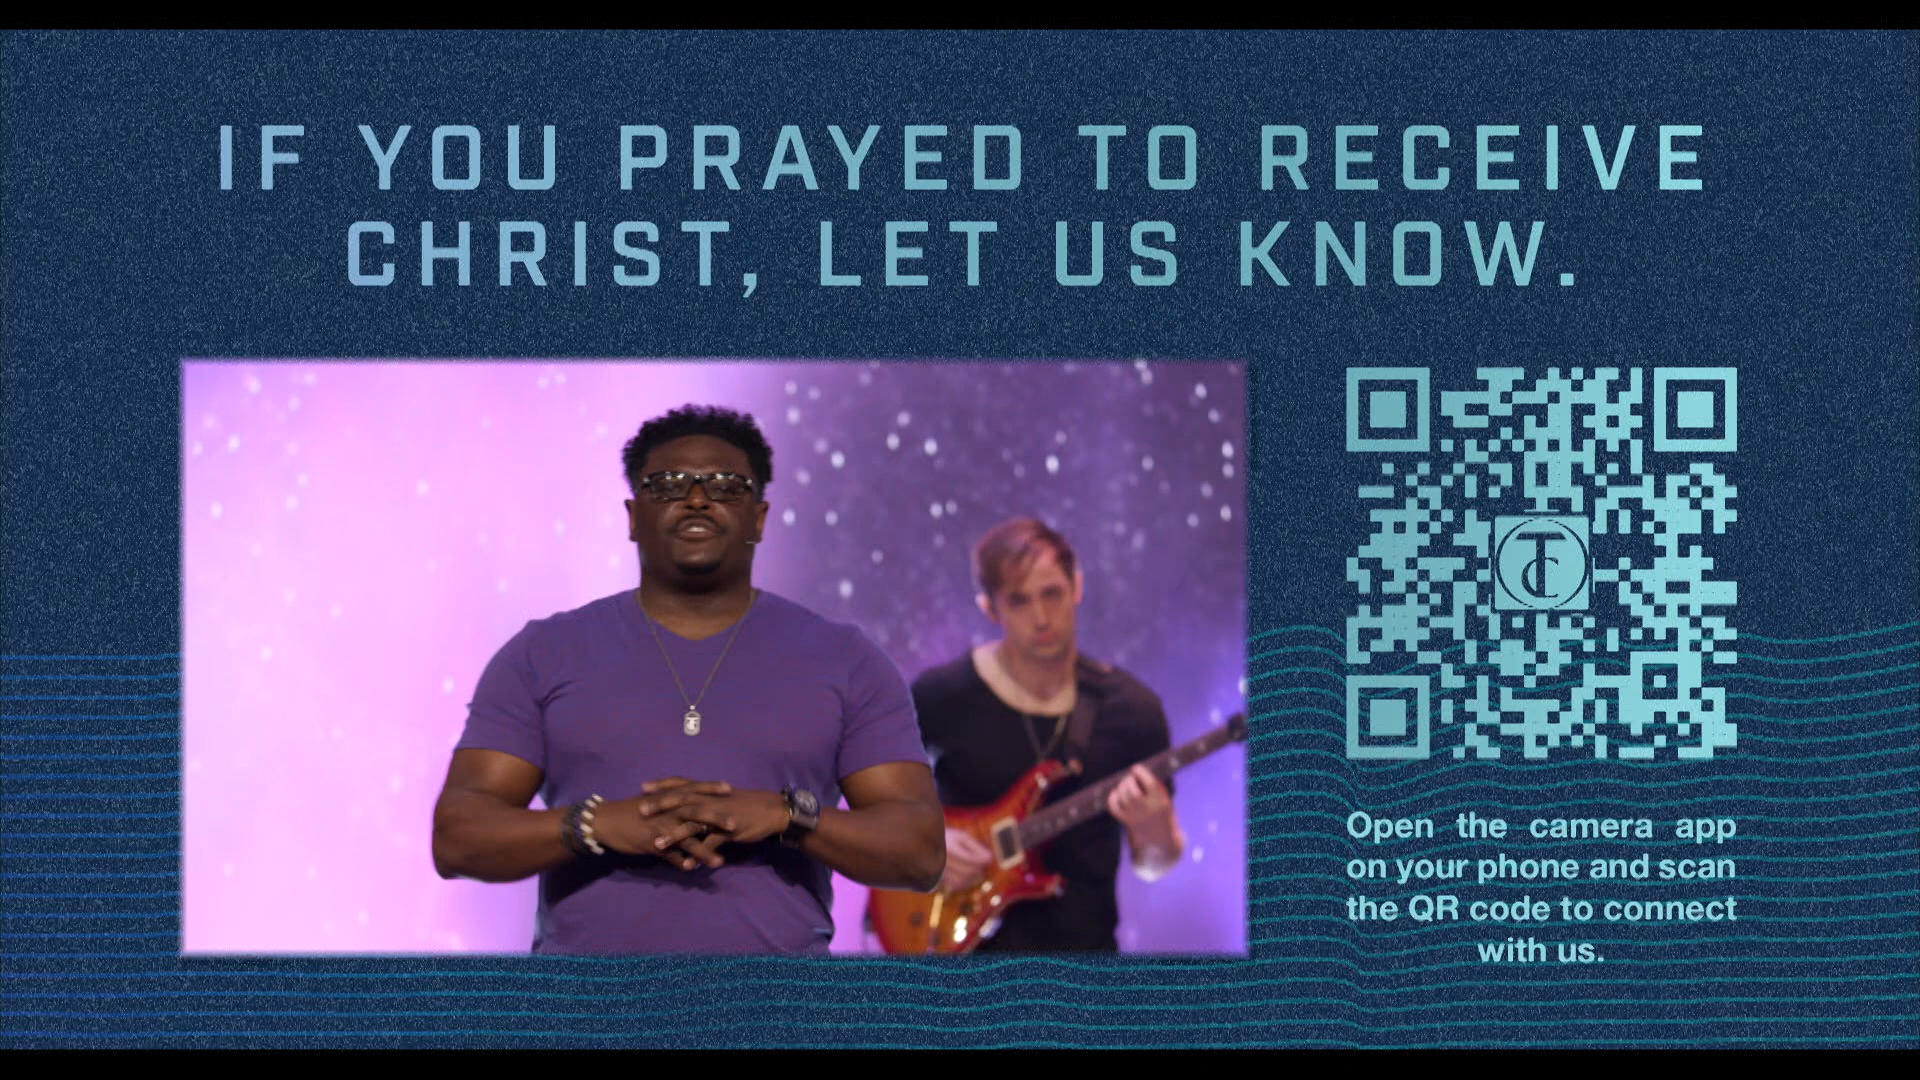 IF YOU PRAYED TO RECEIVE
CHRIST, LET US KNOW.
TC
Open the camera app
on your phone and scan
the QR code to connect
with us.